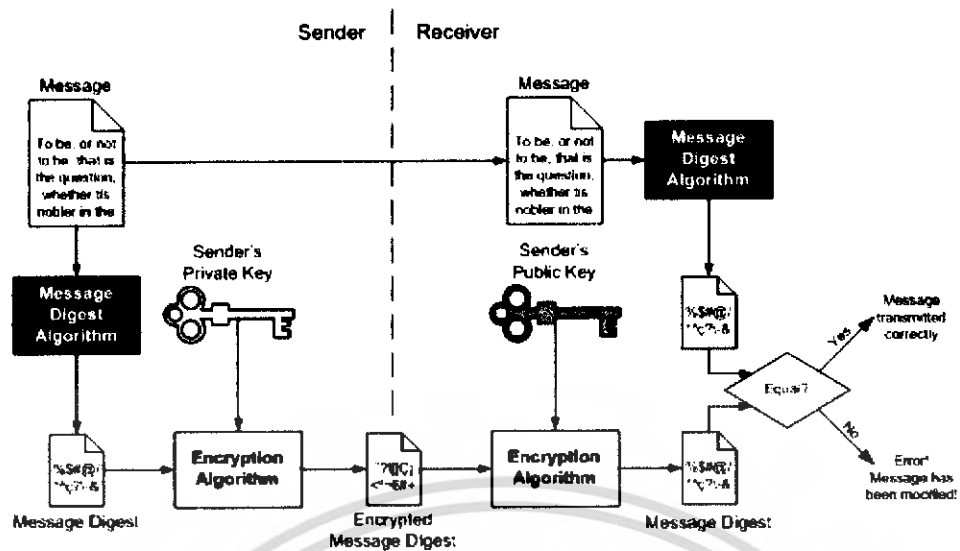 Sender
Receiver
Message
To be, or not
to be, that is
the question,
whether tis
nobler in the
Message
Digest
Algorithm
Sender's
Private Key
%$#@/
Message Digest
Encryption
Algorithm
Encrypted
Message Digest
Message
To be, or not
to be, that is
the question,
whether tis
nobler in the
Message
Digest
Algorithm
Sender's
Public Key
Encryption
Algorithm
%$#@/
Message Digest
%$#@/
Equal?
Yes
Message
transmitted
correctly
No
Error!
Message has
been modified!